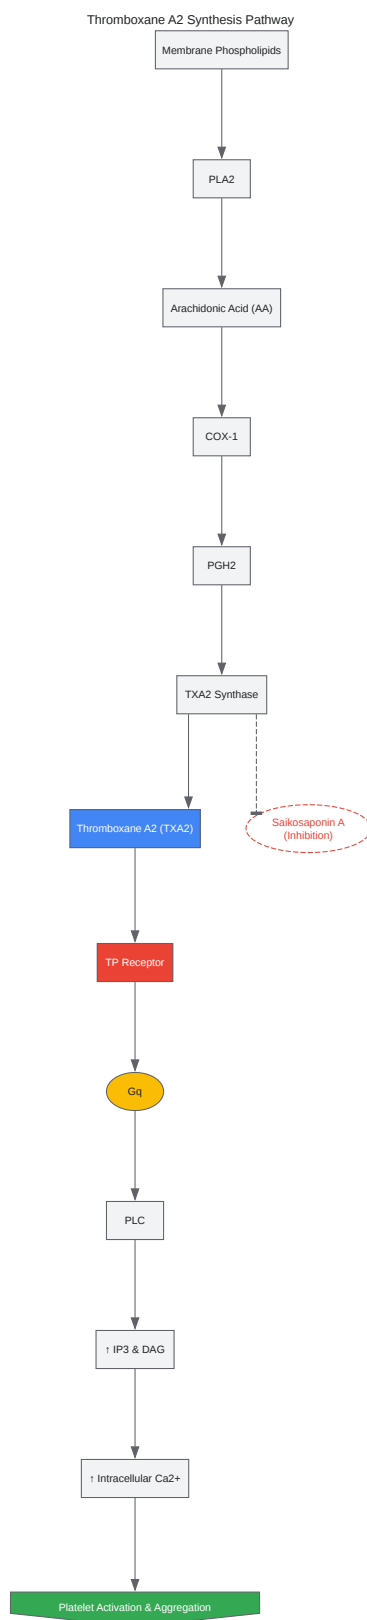 Thromboxane A2 Synthesis Pathway
Membrane Phospholipids
PLA2
Arachidonic Acid (AA)
COX-1
PGH2
TXA2 Synthase
Thromboxane A2 (TXA2)
Saikosaponin A
(Inhibition)
TP Receptor
Gq
PLC
↑ IP3 & DAG
↑ Intracellular Ca2+
Platelet Activation & Aggregation